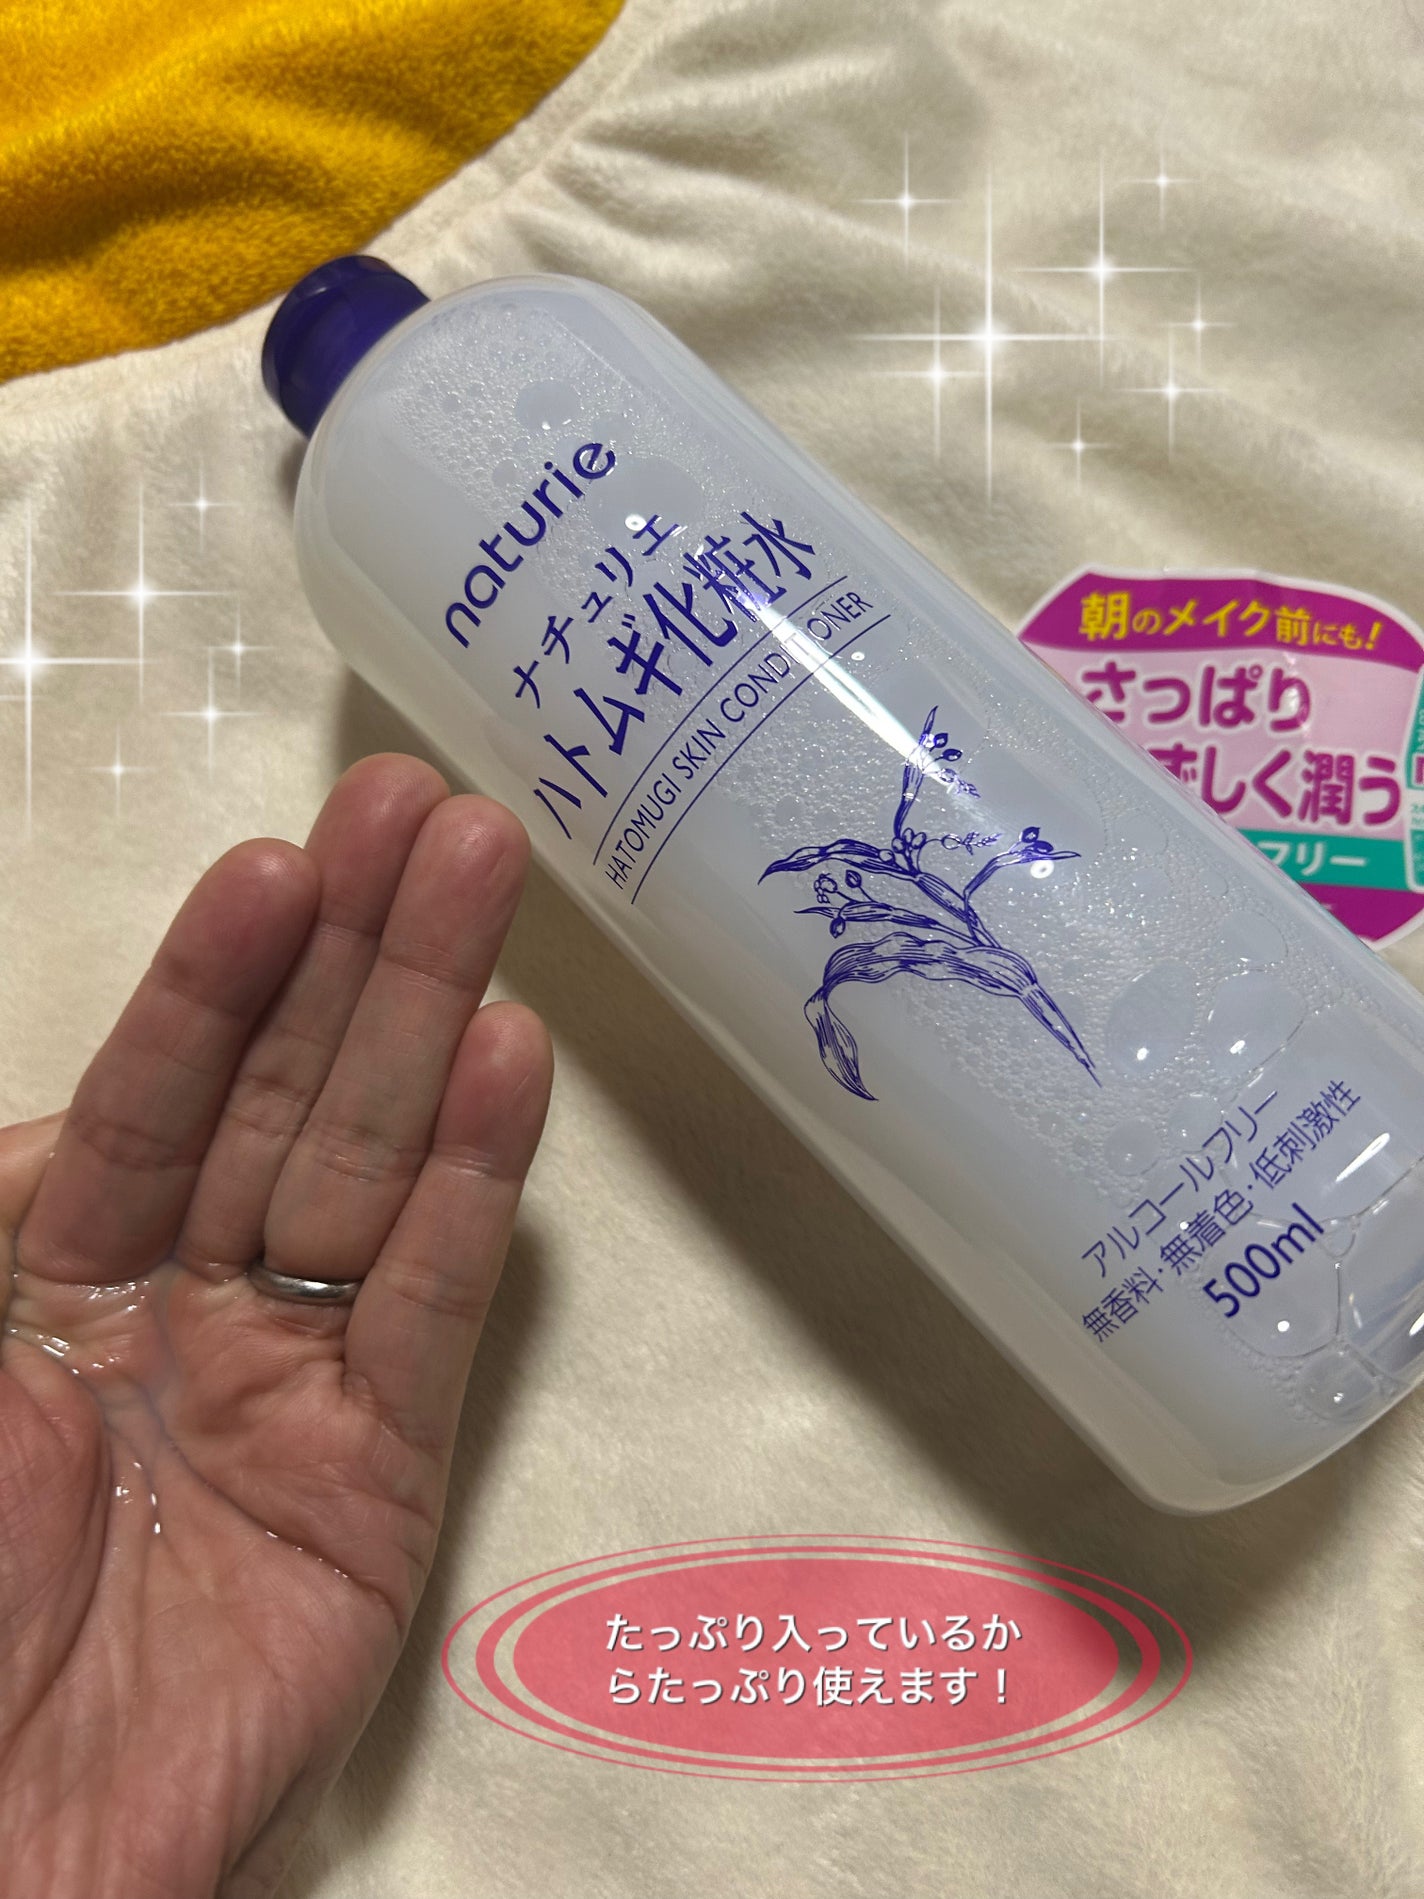 naturie
ナチュリエ
ハトムギ化粧水
HATOMUGI SKIN CONDITIONER
朝のメイク前にも!
さっぱり
ずしく潤う
フリー
アルコールフリー
無香料・無着色・低刺激性
500ml
たっぷり入っているか
らたっぷり使えます！